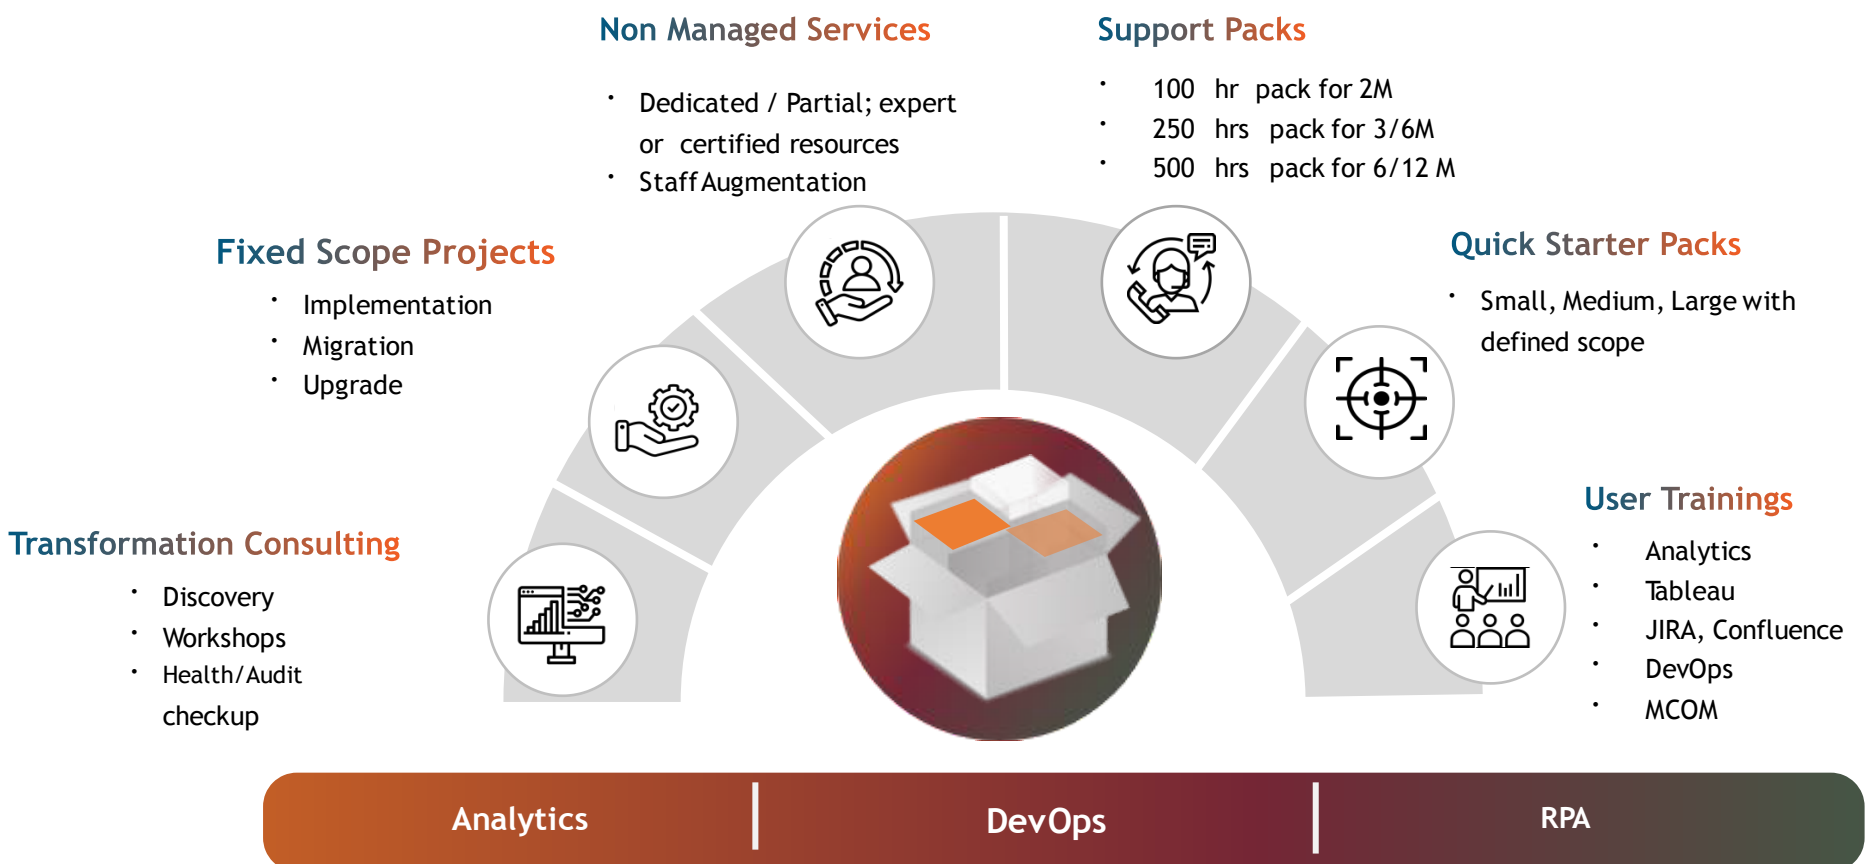 Non Managed Services
• Dedicated / Partial; expert
or certified resources
• Staff Augmentation
Support Packs
• 100 hr pack for 2M
• 250 hrs pack for 3/6M
• 500 hrs pack for 6/12 M
Fixed Scope Projects
• Implementation
• Migration
• Upgrade
Quick Starter Packs
• Small, Medium, Large with
defined scope
Transformation Consulting
• Discovery
• Workshops
• Health/Audit
checkup
User Trainings
• Analytics
• Tableau
• JIRA, Confluence
• DevOps
• MCOM
Analytics
DevOps
RPA